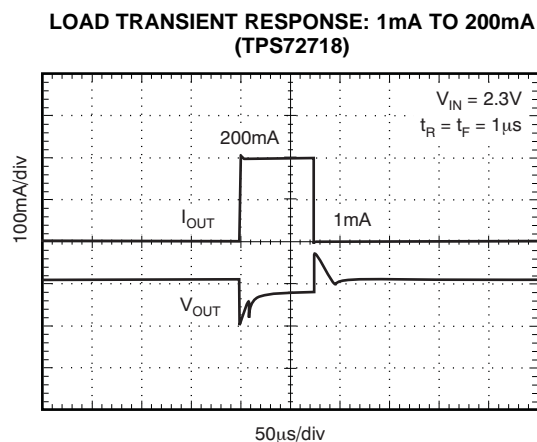 LOAD TRANSIENT RESPONSE: 1mA TO 200mA
(TPS72718)
V_IN = 2.3V
t_R = t_F = 1μs
200mA
100mA/div
I_OUT
1mA
V_OUT
50μs/div